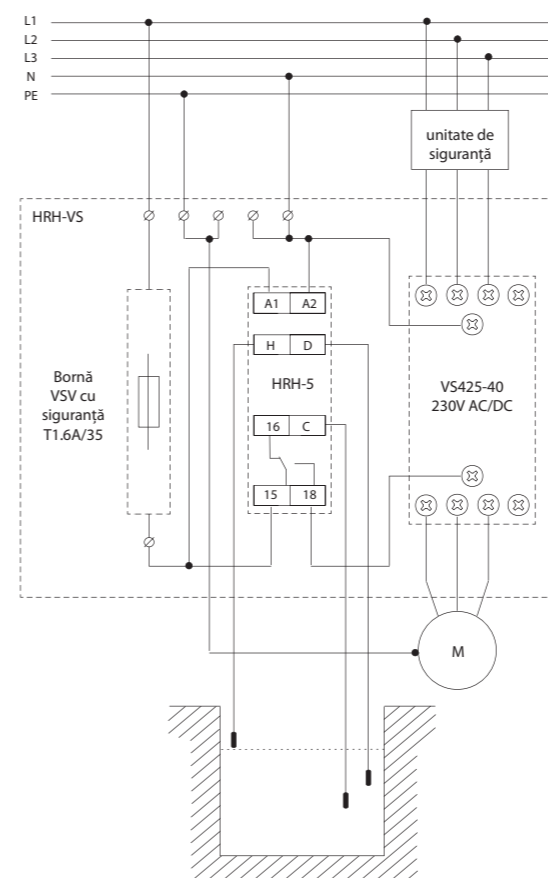 L1
L2
L3
N
PE
unitate de
siguranță
HRH-VS
A1 A2
H D
HRH-5
16 C
15 18
Bornă
VSV cu
siguranță
T1.6A/35
VS425-40
230V AC/DC
M